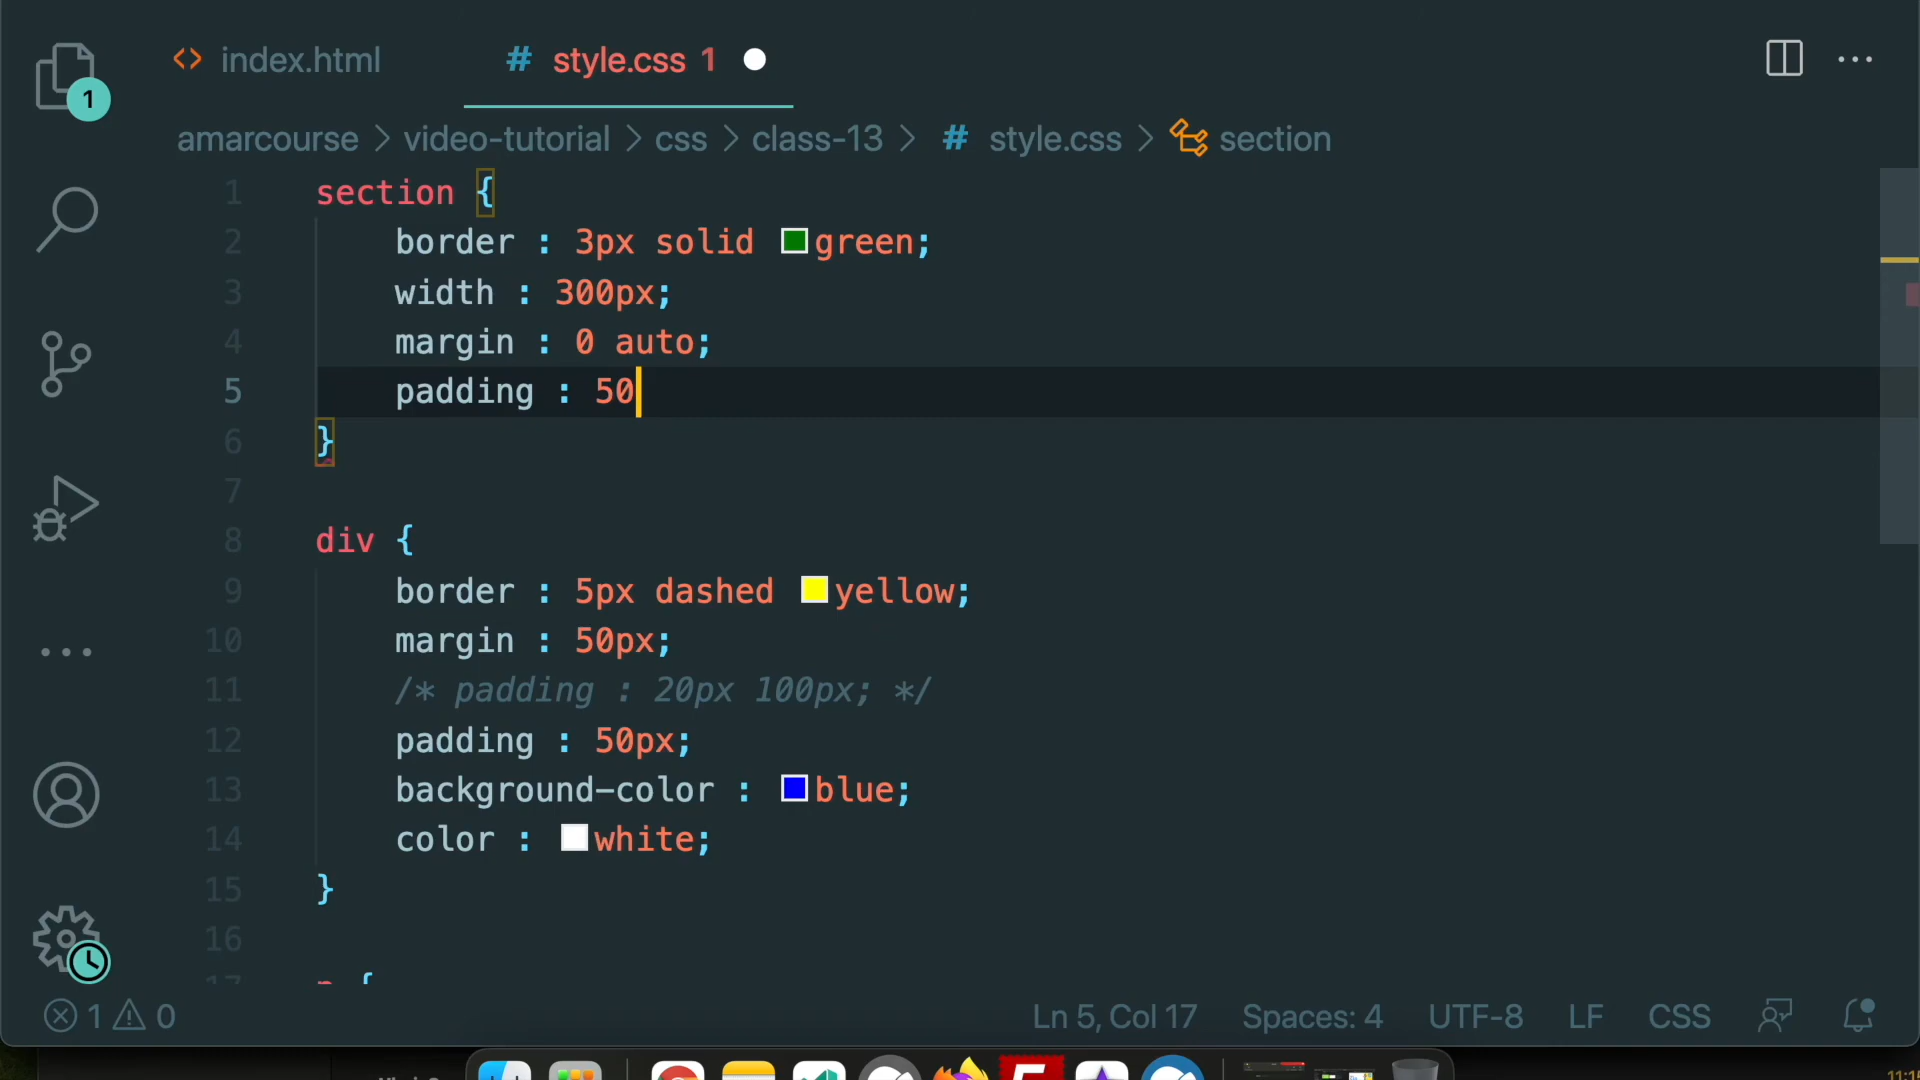 index.html
style.css 1
1
amarcourse > video-tutorial > css > class-13 > # style.css > section
1 section {
2 border : 3px solid green;
3 width : 300px;
4 margin : 0 auto;
5 padding : 50
6 }
7
8 div {
9 border : 5px dashed yellow;
10 margin : 50px;
11 /* padding : 20px 100px; */
12 padding : 50px;
13 background-color : blue;
14 color : white;
15 }
16
1 0
Ln 5, Col 17 Spaces: 4 UTF-8 LF CSS